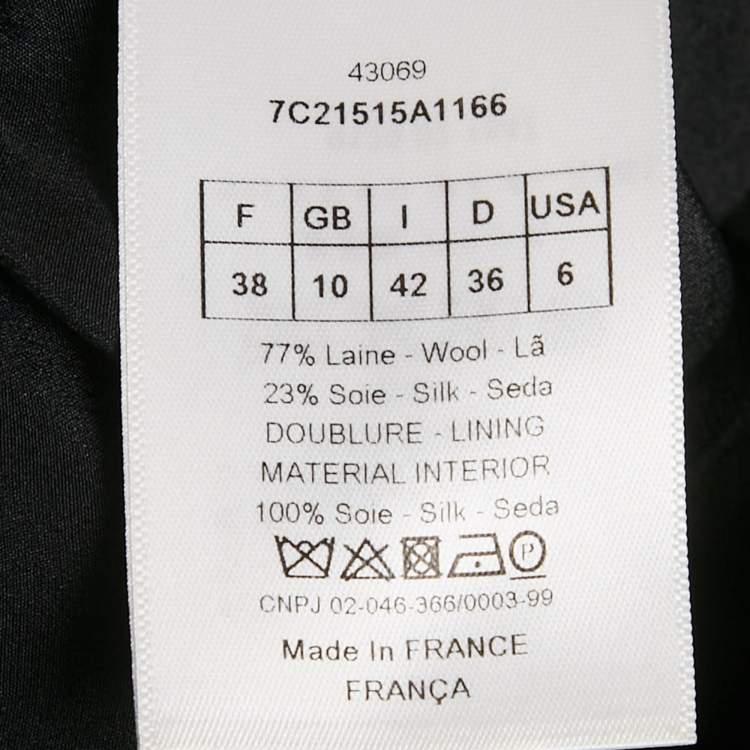 43069
7C21515A1166
F GB I D USA
38 10 42 36 6
77% Laine - Wool - Lã
23% Soie - Silk - Seda
DOUBLURE - LINING
MATERIAL INTERIOR
100% Soie - Silk - Seda
P
CNPJ 02-046-366/0003-99
Made In FRANCE
FRANÇA